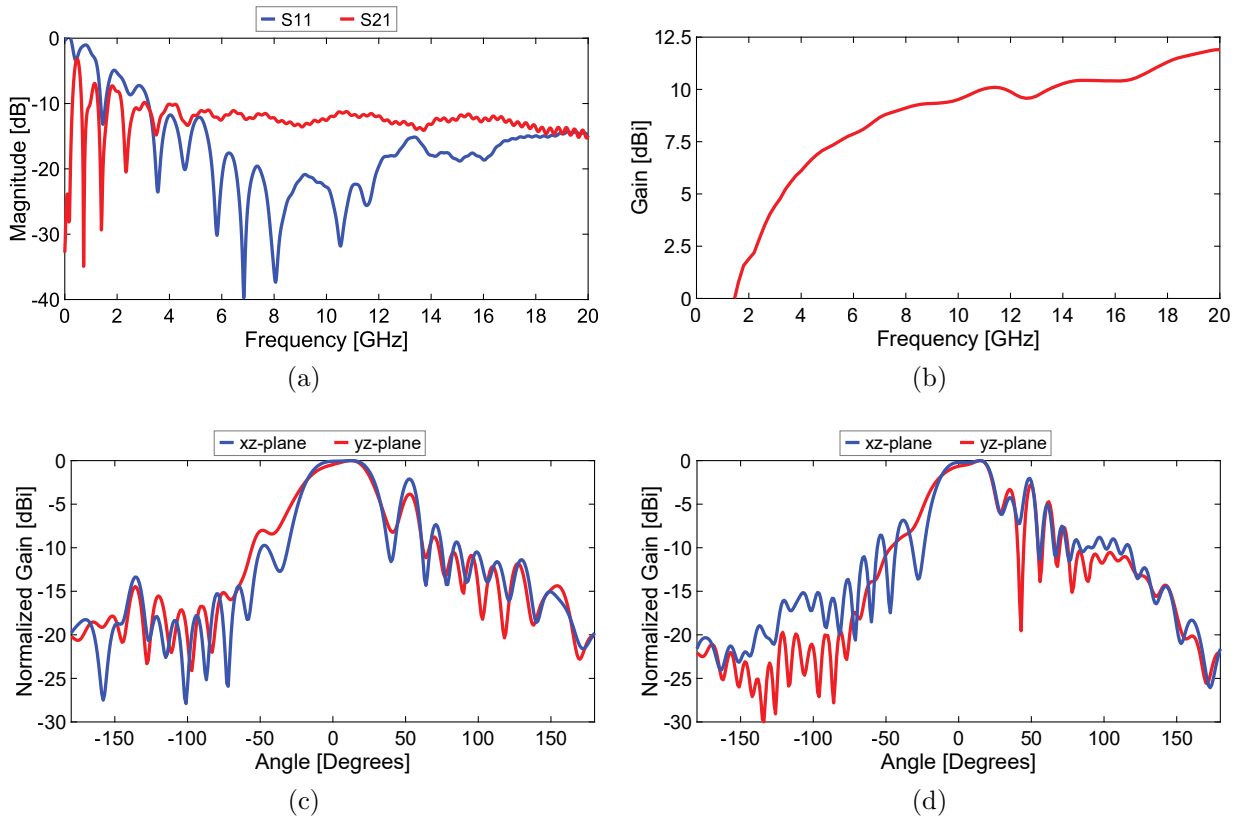 S11 S21
0
-10
-20
-30
-40
Magnitude [dB]
0 2 4 6 8 10 12 14 16 18 20
Frequency [GHz]
(a)
12.5
10
7.5
5
2.5
0
Gain [dBi]
0 2 4 6 8 10 12 14 16 18 20
Frequency [GHz]
(b)
xz-plane yz-plane
0
-5
-10
-15
-20
-25
-30
Normalized Gain [dBi]
-150 -100 -50 0 50 100 150
Angle [Degrees]
(c)
xz-plane yz-plane
0
-5
-10
-15
-20
-25
-30
Normalized Gain [dBi]
-150 -100 -50 0 50 100 150
Angle [Degrees]
(d)